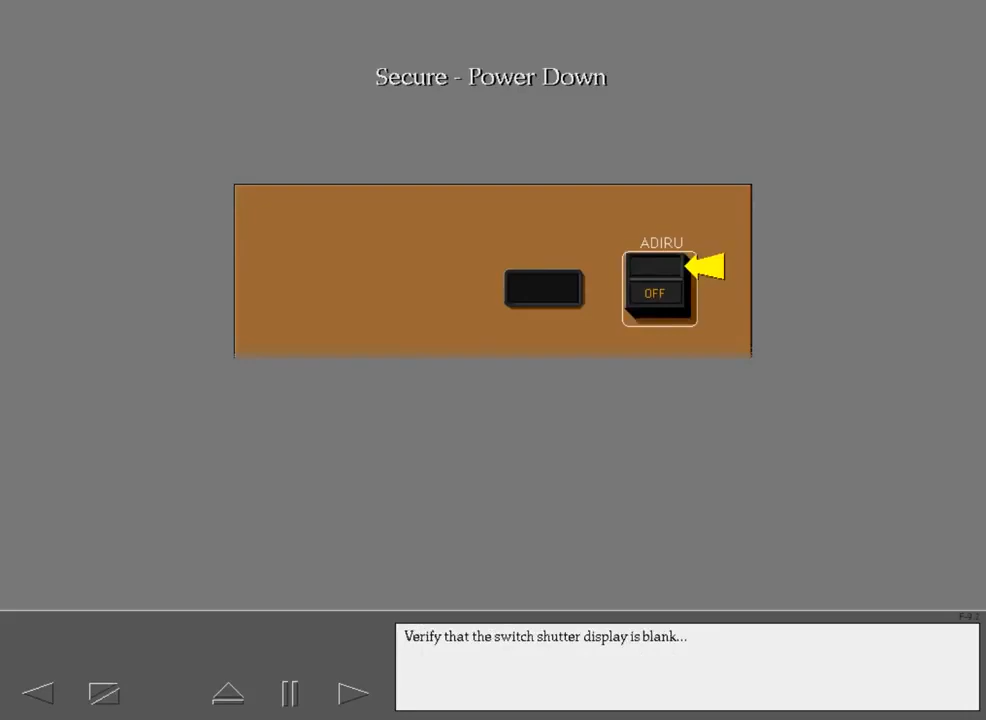 Secure - Power Down
ADIRU
OFF
Verify that the switch shutter display is blank...